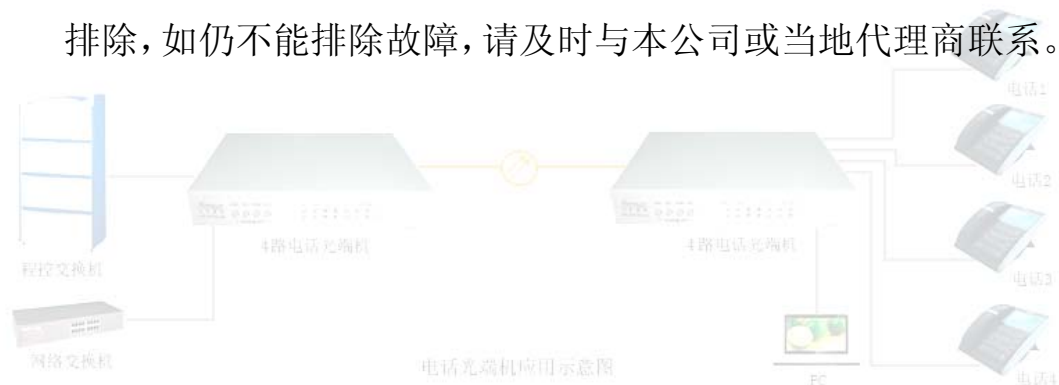 排除，如仍不能排除故障，请及时与本公司或当地代理商联系。
电话1
电话2
4路电话光端机
4路电话光端机
程控交换机
电话3
网络交换机
电话光端机应用示意图
PC
电话4